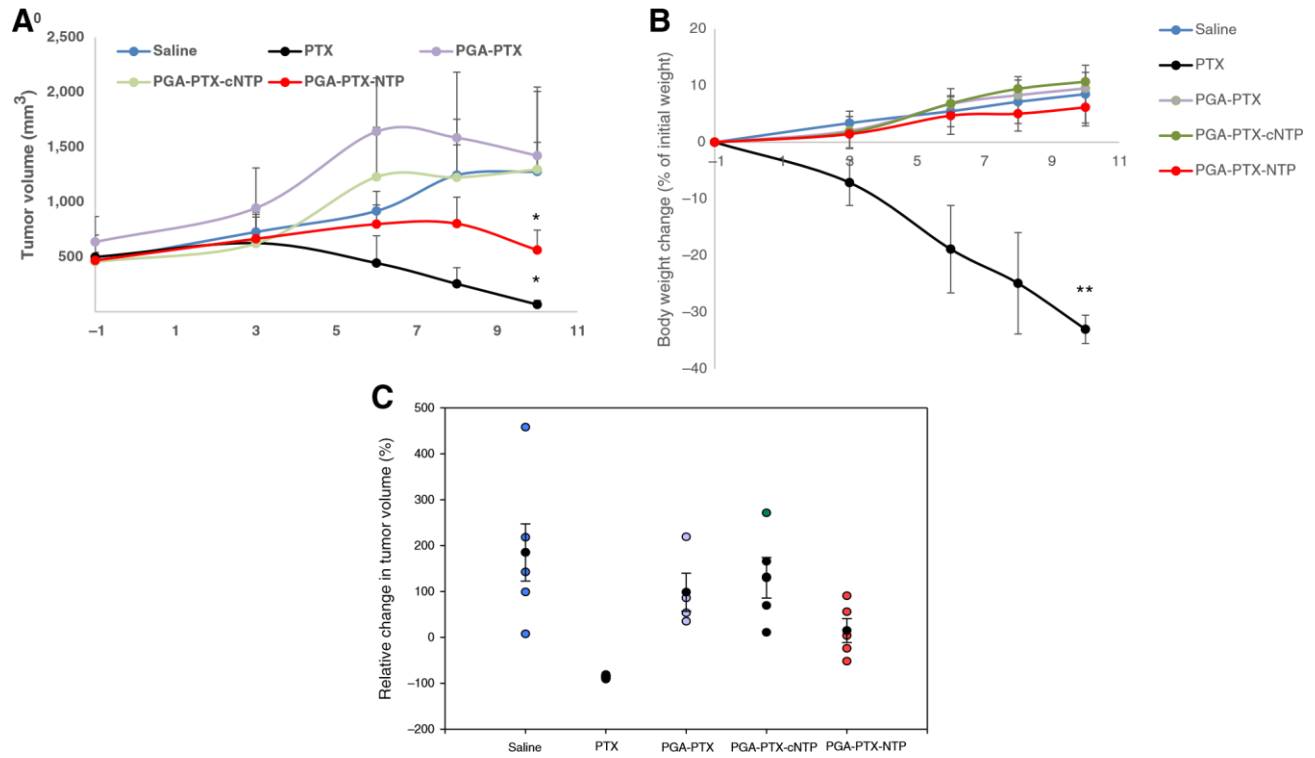 A
0
Tumor volume (mm3)
2,500
2,000
1,500
1,000
500
Saline PTX PGA-PTX
PGA-PTX-cNTP PGA-PTX-NTP
*
*
–1 1 3 5 7 9 11
B
Body weight change (% of initial weight)
20
10
0
−10
−20
−30
−40
−1 1 3 5 7 9 11
**
Saline
PTX
PGA-PTX
PGA-PTX-cNTP
PGA-PTX-NTP
C
Relative change in tumor volume (%)
500
400
300
200
100
0
−100
−200
Saline PTX PGA-PTX PGA-PTX-cNTP PGA-PTX-NTP